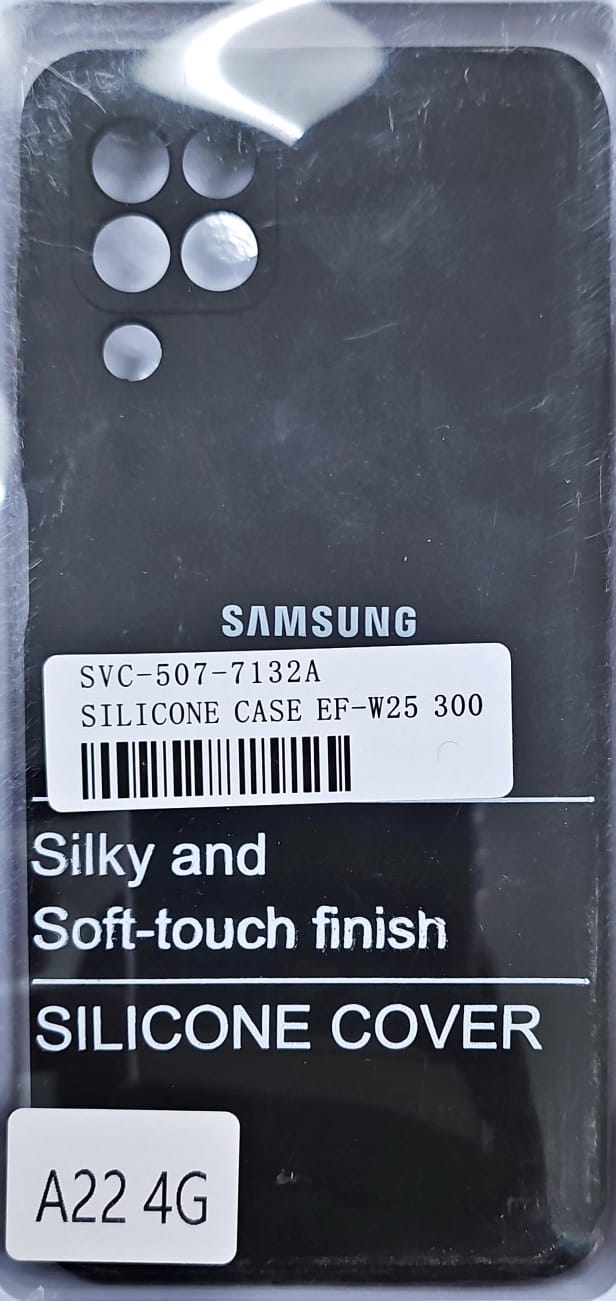 SAMSUNG
SVC-507-7132A
SILICONE CASE EF-W25 300
Silky and
Soft-touch finish
SILICONE COVER
A22 4G